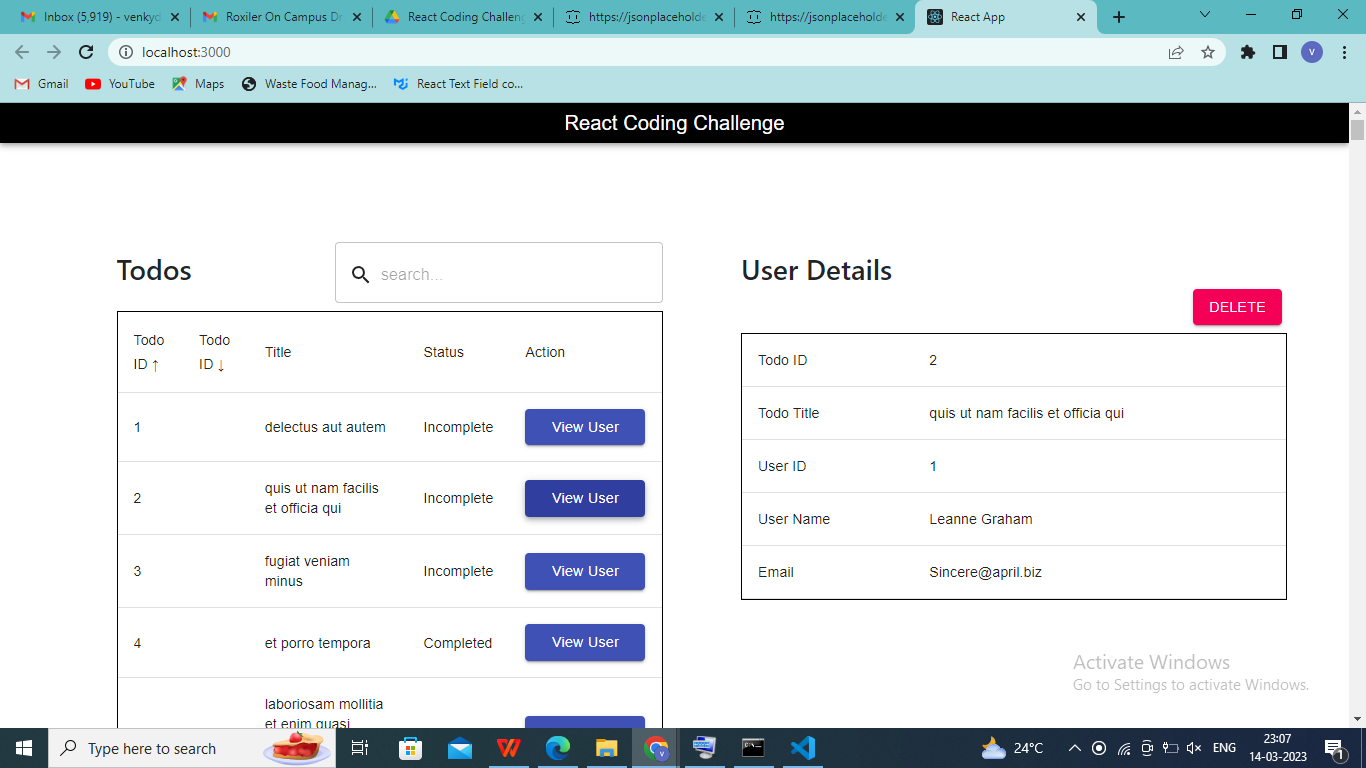 Inbox (5,919) - venkyd
Roxiler On Campus Dr
React Coding Challeng
https://jsonplaceholde
https://jsonplaceholde
React App
localhost:3000
V
Gmail
YouTube
Maps
Waste Food Manag...
React Text Field co...
React Coding Challenge
Todos
search...
User Details
DELETE
Todo ID ↑
Todo ID ↓
Title
Status
Action
1 delectus aut autem Incomplete View User
2 quis ut nam facilis et officia qui Incomplete View User
3 fugiat veniam minus Incomplete View User
4 et porro tempora Completed View User
laboriosam mollitia
et enim quasi
Todo ID 2
Todo Title quis ut nam facilis et officia qui
User ID 1
User Name Leanne Graham
Email Sincere@april.biz
Activate Windows
Go to Settings to activate Windows.
Type here to search
24°C
ENG
23:07
14-03-2023
1